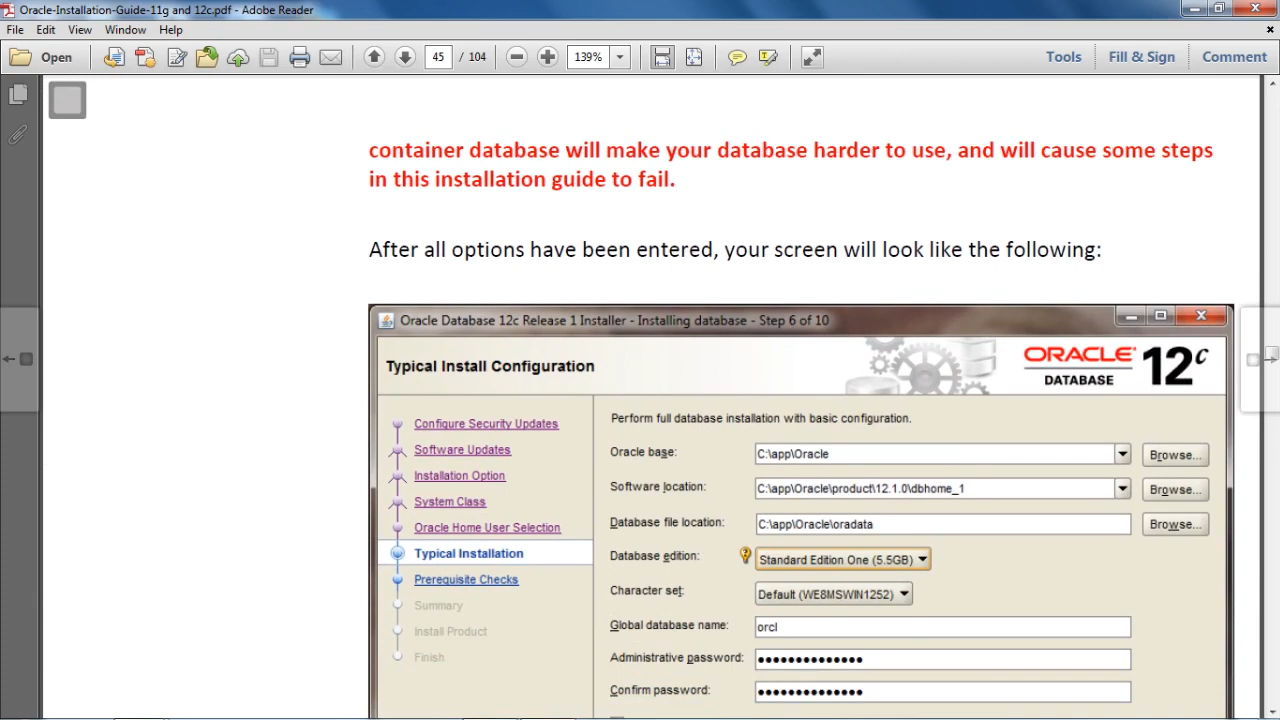 Oracle-Installation-Guide-11g and 12c.pdf - Adobe Reader
File Edit View Window Help
Open 45 / 104 139% Tools Fill & Sign Comment
container database will make your database harder to use, and will cause some steps
in this installation guide to fail.
After all options have been entered, your screen will look like the following:
Oracle Database 12c Release 1 Installer - Installing database - Step 6 of 10
Typical Install Configuration
ORACLE
DATABASE 12c
Configure Security Updates
Software Updates
Installation Option
System Class
Oracle Home User Selection
Typical Installation
Prerequisite Checks
Summary
Install Product
Finish
Perform full database installation with basic configuration.
Oracle base: C:\app\Oracle Browse...
Software location: C:\app\Oracle\product\12.1.0\dbhome_1 Browse...
Database file location: C:\app\Oracle\oradata Browse...
Database edition: Standard Edition One (5.5GB)
Character set: Default (WE8MSWIN1252)
Global database name: orcl
Administrative password: ••••••••••••••
Confirm password: ••••••••••••••